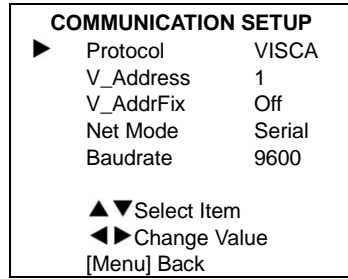 COMMUNICATION SETUP
▶ Protocol VISCA
V_Address 1
V_AddrFix Off
Net Mode Serial
Baudrate 9600
▲▼Select Item
◀▶Change Value
[Menu] Back